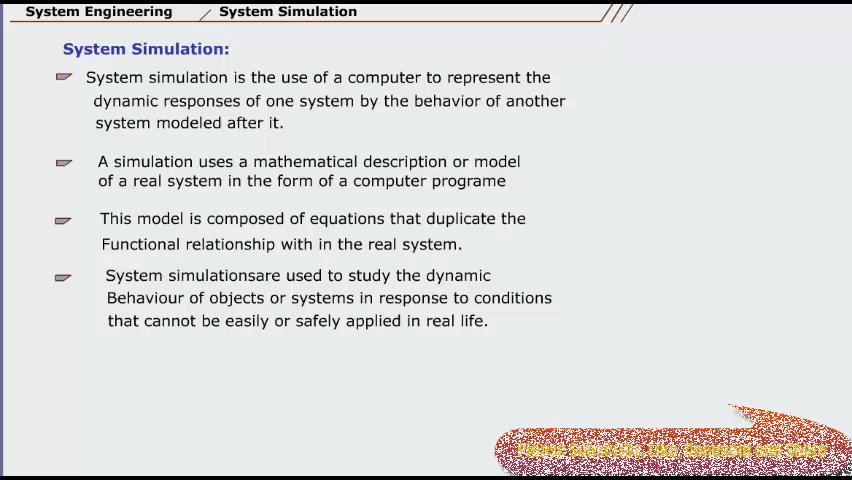 System Engineering / System Simulation
System Simulation:
System simulation is the use of a computer to represent the
dynamic responses of one system by the behavior of another
system modeled after it.
A simulation uses a mathematical description or model
of a real system in the form of a computer programe
This model is composed of equations that duplicate the
Functional relationship with in the real system.
System simulationsare used to study the dynamic
Behaviour of objects or systems in response to conditions
that cannot be easily or safely applied in real life.